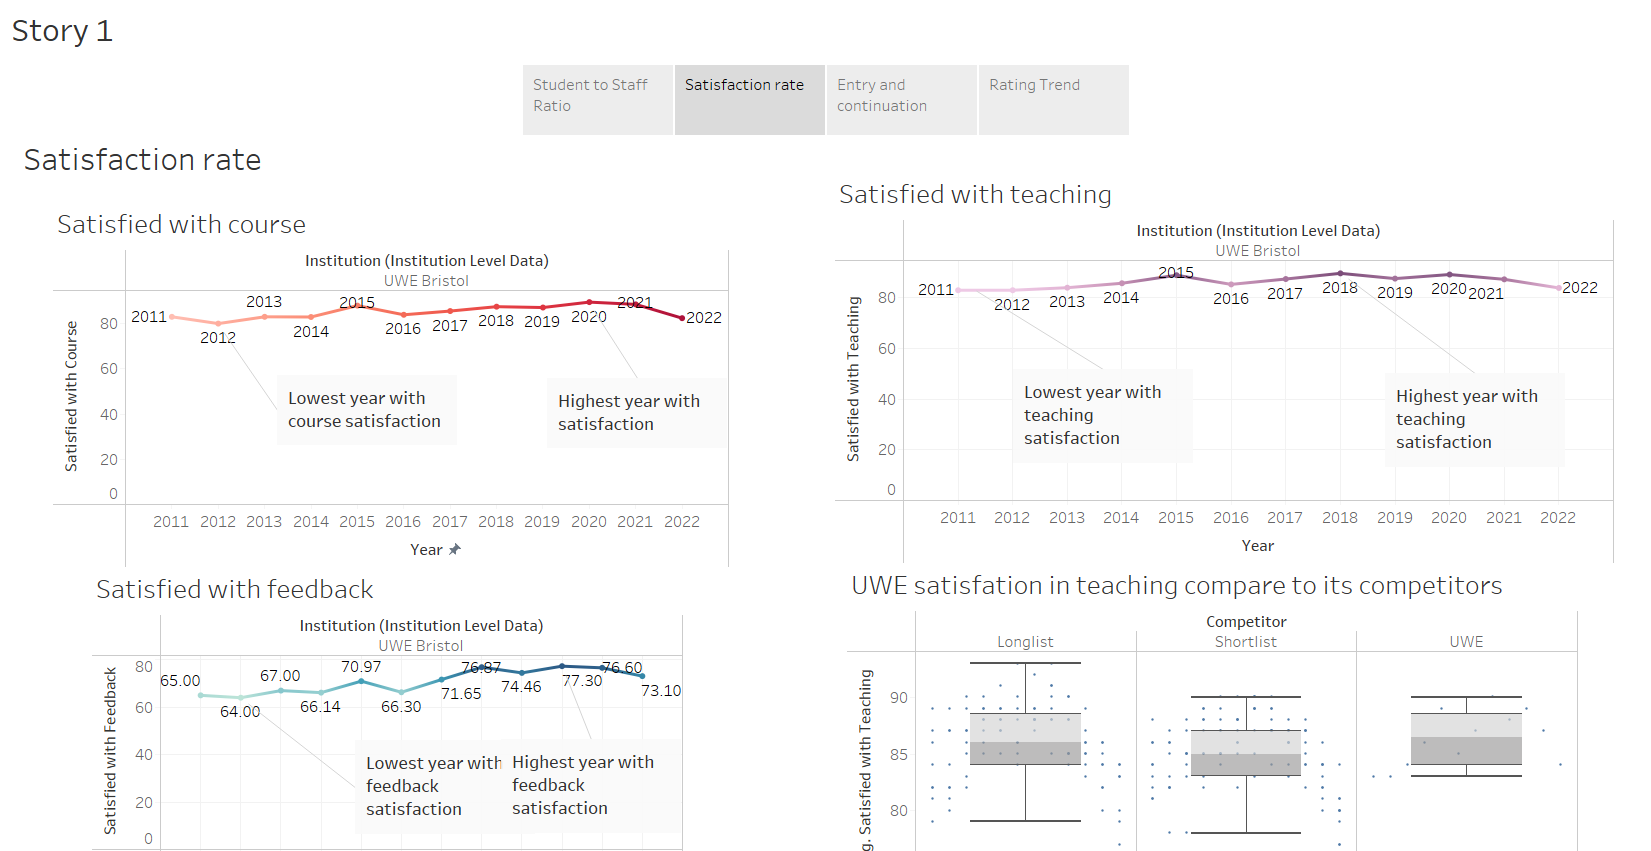 Story 1
Student to Staff
Ratio
Satisfaction rate
Entry and
continuation
Rating Trend
Satisfaction rate
Satisfied with course
Institution (Institution Level Data)
UWE Bristol
Satisfied with Course
80
60
40
20
0
2011
2012
2013
2014
2015
2016
2017
2018
2019
2020
2021
2022
Lowest year with
course satisfaction
Highest year with
satisfaction
2011 2012 2013 2014 2015 2016 2017 2018 2019 2020 2021 2022
Year
Satisfied with teaching
Institution (Institution Level Data)
UWE Bristol
Satisfied with Teaching
80
60
40
20
0
2011
2012
2013
2014
2015
2016
2017
2018
2019
2020
2021
2022
Lowest year with
teaching
satisfaction
Highest year with
teaching
satisfaction
2011 2012 2013 2014 2015 2016 2017 2018 2019 2020 2021 2022
Year
Satisfied with feedback
Institution (Institution Level Data)
UWE Bristol
Satisfied with Feedback
80
60
40
20
0
65.00
64.00
67.00
66.14
70.97
66.30
71.65
76.87
74.46
77.30
76.60
73.10
Lowest year with
feedback
satisfaction
Highest year with
feedback
satisfaction
UWE satisfation in teaching compare to its competitors
Competitor
Longlist Shortlist UWE
g. Satisfied with Teaching
90
85
80